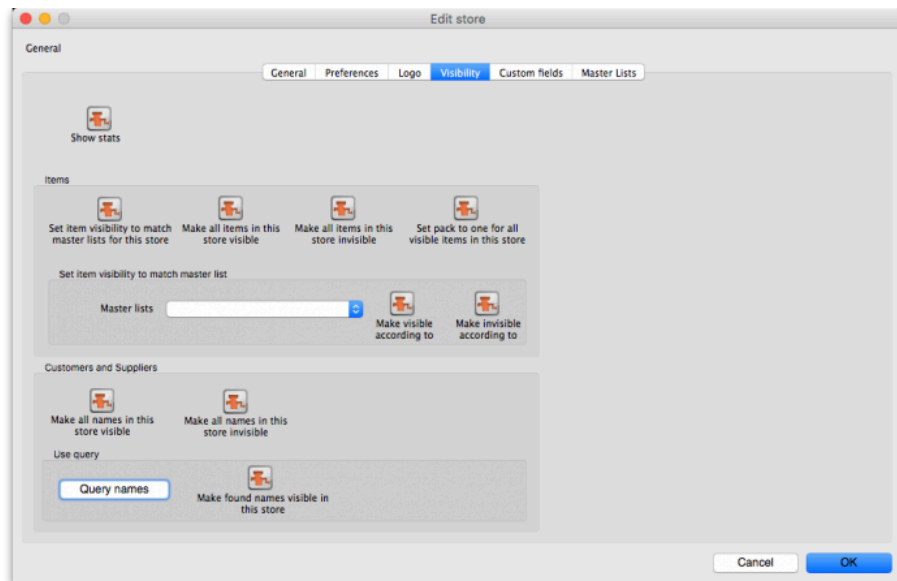 Edit store
General
General Preferences Logo Visibility Custom fields Master Lists
Show stats
Items
Set item visibility to match
master lists for this store
Make all items in this
store visible
Make all items in this
store invisible
Set pack to one for all
visible items in this store
Set item visibility to match master list
Master lists
Make visible
according to
Make invisible
according to
Customers and Suppliers
Make all names in this
store visible
Make all names in this
store invisible
Use query
Query names
Make found names visible in
this store
Cancel
OK